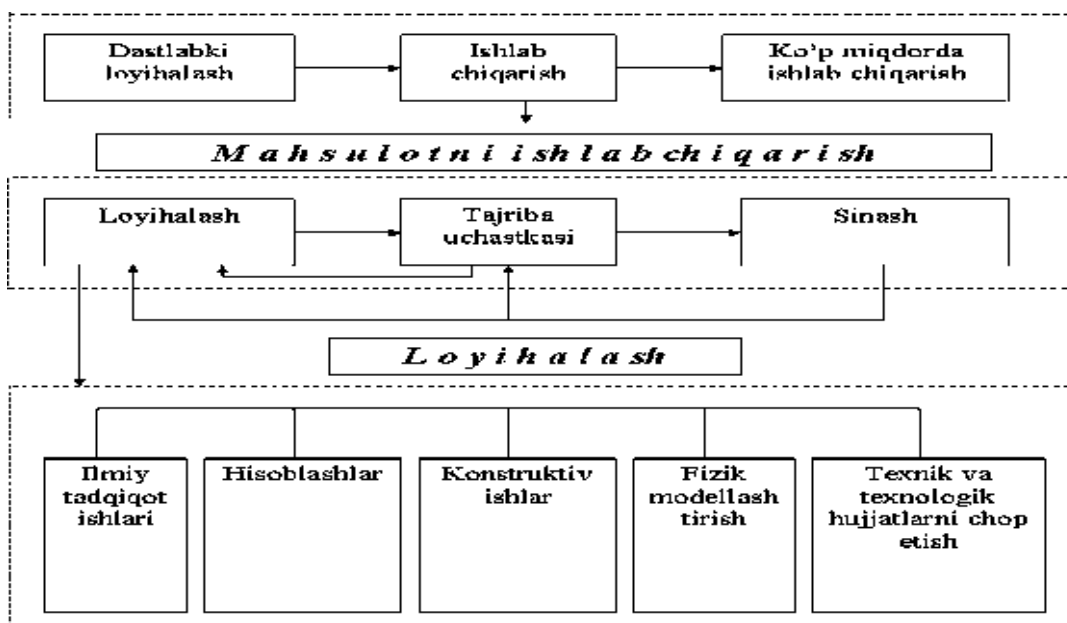 Dastlabki
loyihalash
Ishlab
chiqarish
Ko'p miqdorda
ishlab chiqarish
Mahsulotni ishlab chiqarish
Loyihalash
Tajriba
uchastkasi
Sinash
Loyihalash
Ilmiy
tadqiqot
ishlari
Hisoblashlar
Konstruktiv
ishlar
Fizik
modellash
tirish
Texnik va
texnologik
hujjatlarni chop
etish